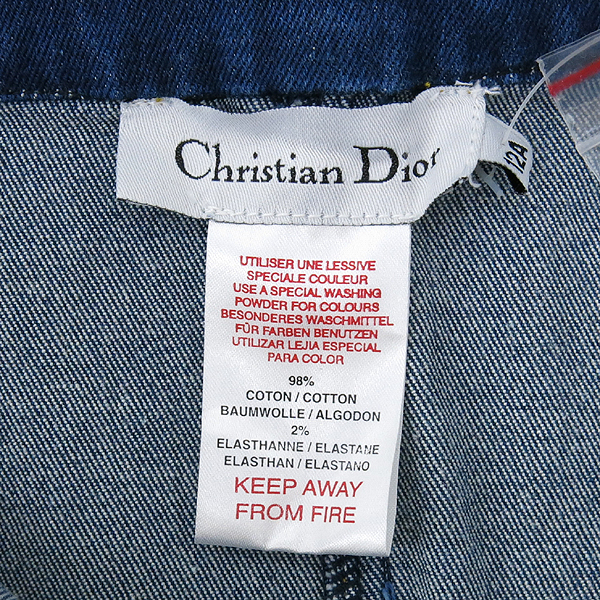 Christian Dior
/24
UTILISER UNE LESSIVE
SPECIALE COULEUR
USE A SPECIAL WASHING
POWDER FOR COLOURS
BESONDERES WASCHMITTEL
FÜR FARBEN BENUTZEN
UTILIZAR LEJIA ESPECIAL
PARA COLOR
98%
COTON / COTTON
BAUMWOLLE / ALGODON
2%
ELASTHANNE / ELASTANE
ELASTHAN / ELASTANO
KEEP AWAY
FROM FIRE